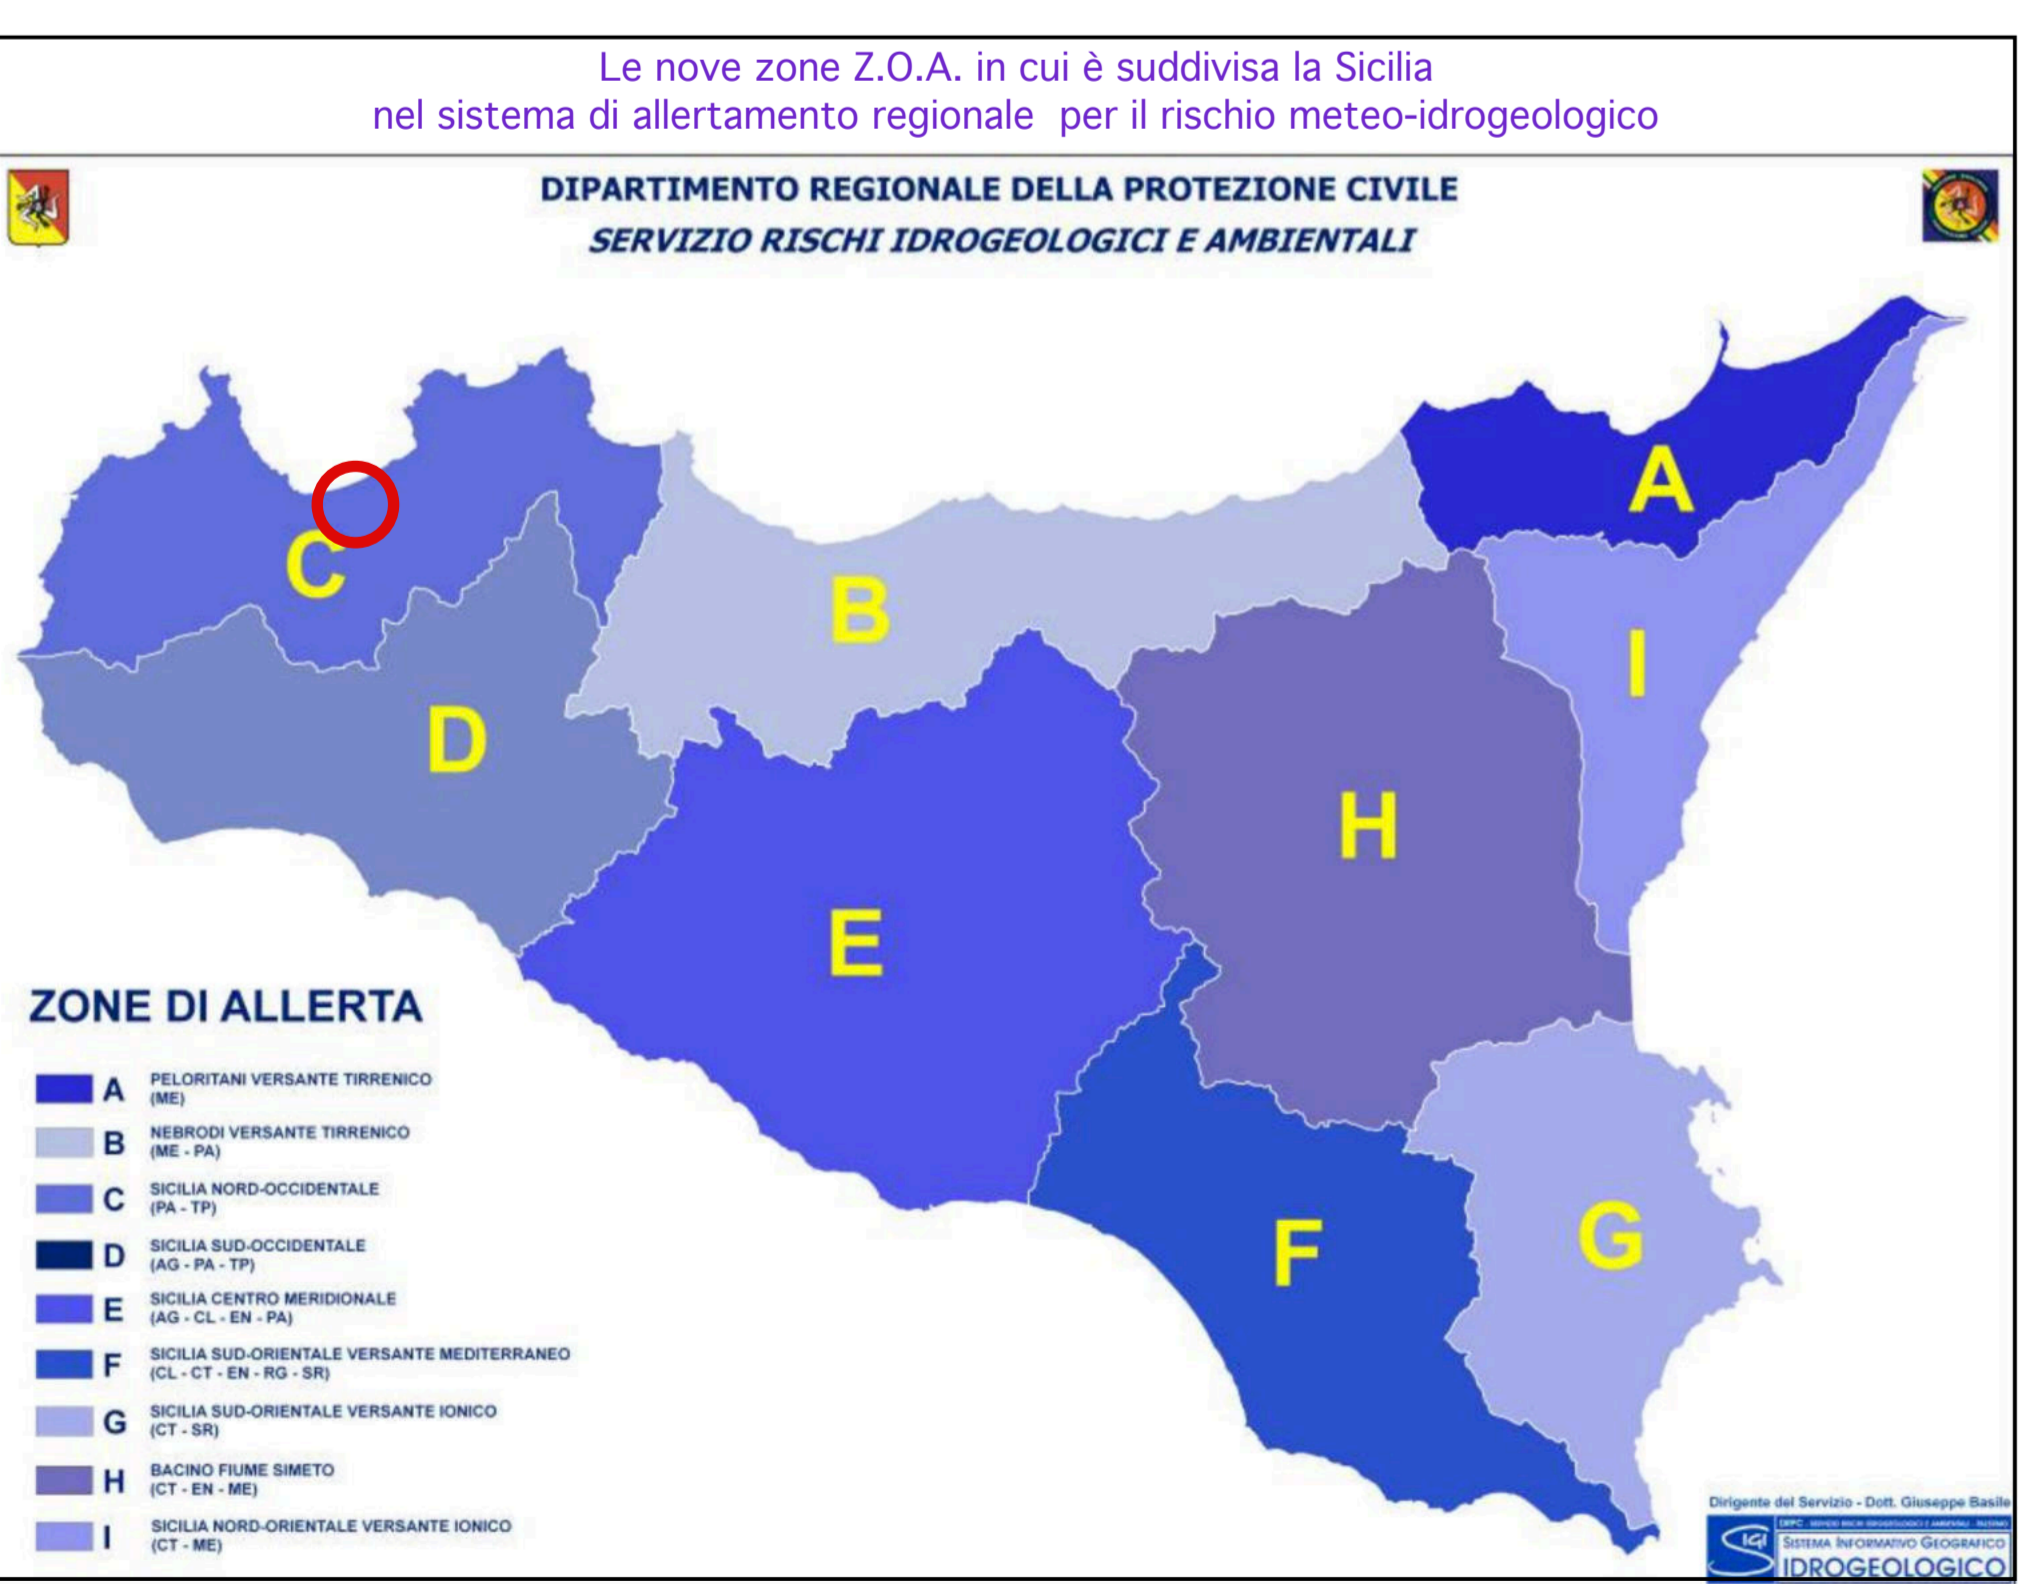 Le nove zone Z.O.A. in cui è suddivisa la Sicilia
nel sistema di allertamento regionale per il rischio meteo-idrogeologico
DIPARTIMENTO REGIONALE DELLA PROTEZIONE CIVILE
SERVIZIO RISCHI IDROGEOLOGICI E AMBIENTALI
A
C
B
I
D
H
E
F
G
ZONE DI ALLERTA
A PELORITANI VERSANTE TIRRENICO
(ME)
B NEBRODI VERSANTE TIRRENICO
(ME - PA)
C SICILIA NORD-OCCIDENTALE
(PA - TP)
D SICILIA SUD-OCCIDENTALE
(AG - PA - TP)
E SICILIA CENTRO MERIDIONALE
(AG - CL - EN - PA)
F SICILIA SUD-ORIENTALE VERSANTE MEDITERRANEO
(CL - CT - EN - RG - SR)
G SICILIA SUD-ORIENTALE VERSANTE IONICO
(CT - SR)
H BACINO FIUME SIMETO
(CT - EN - ME)
I SICILIA NORD-ORIENTALE VERSANTE IONICO
(CT - ME)
Dirigente del Servizio - Dott. Giuseppe Basile
SIGI
SISTEMA INFORMATIVO GEOGRAFICO
IDROGEOLOGICO